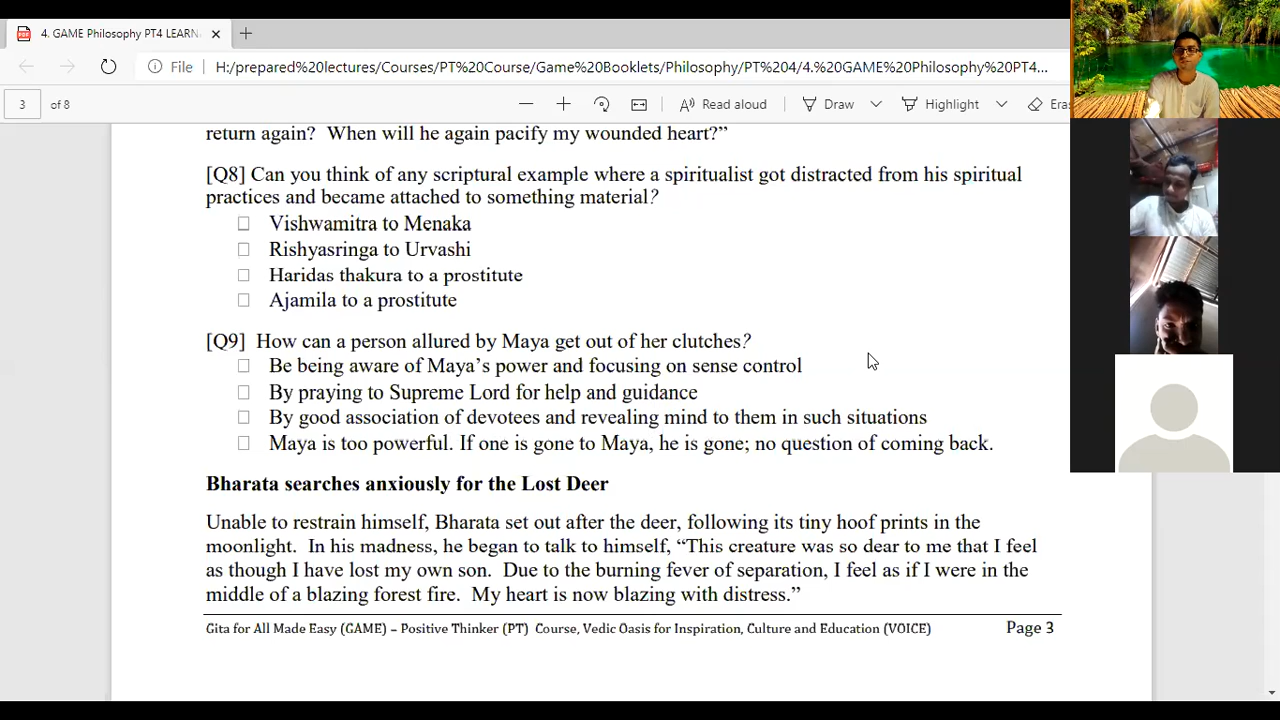 4. GAME Philosophy PT4 LEARN
File
H:/prepared%20lectures/Courses/PT%20Course/Game%20Booklets/Philosophy/PT%204/4.%20GAME%20Philosophy%20PT4...
3 of 8
Read aloud
Draw
Highlight
Eras
return again? When will he again pacify my wounded heart?”
[Q8] Can you think of any scriptural example where a spiritualist got distracted from his spiritual
practices and became attached to something material?
Vishwamitra to Menaka
Rishyasringa to Urvashi
Haridas thakura to a prostitute
Ajamila to a prostitute
[Q9] How can a person allured by Maya get out of her clutches?
Be being aware of Maya’s power and focusing on sense control
By praying to Supreme Lord for help and guidance
By good association of devotees and revealing mind to them in such situations
Maya is too powerful. If one is gone to Maya, he is gone; no question of coming back.
Bharata searches anxiously for the Lost Deer
Unable to restrain himself, Bharata set out after the deer, following its tiny hoof prints in the
moonlight. In his madness, he began to talk to himself, “This creature was so dear to me that I feel
as though I have lost my own son. Due to the burning fever of separation, I feel as if I were in the
middle of a blazing forest fire. My heart is now blazing with distress.”
Gita for All Made Easy (GAME) – Positive Thinker (PT) Course, Vedic Oasis for Inspiration, Culture and Education (VOICE)
Page 3